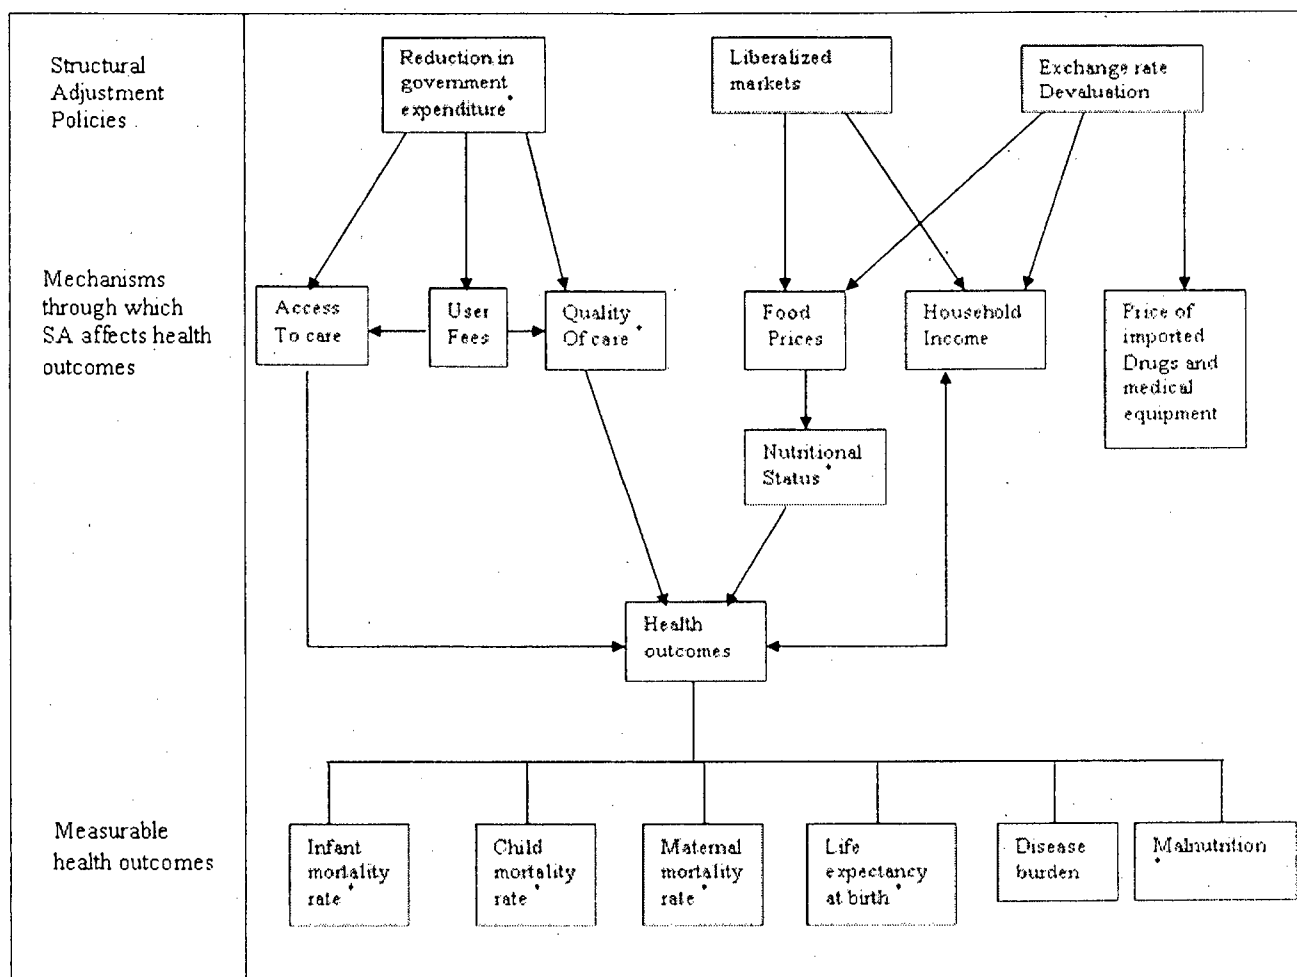 Structural
Adjustment
Policies
Reduction in
government
expenditure*
Liberalized
markets
Exchange rate
Devaluation
Mechanisms
through which
SA affects health
outcomes
Access
To care
User
Fees
Quality
Of care *
Food
Prices
Household
Income
Price of
imported
Drugs and
medical
equipment
Nutritional
Status*
Health
outcomes
Measurable
health outcomes
Infant
mortality
rate *
Child
mortality
rate *
Maternal
mortality
rate *
Life
expectancy
at birth *
Disease
burden
Malnutrition
*